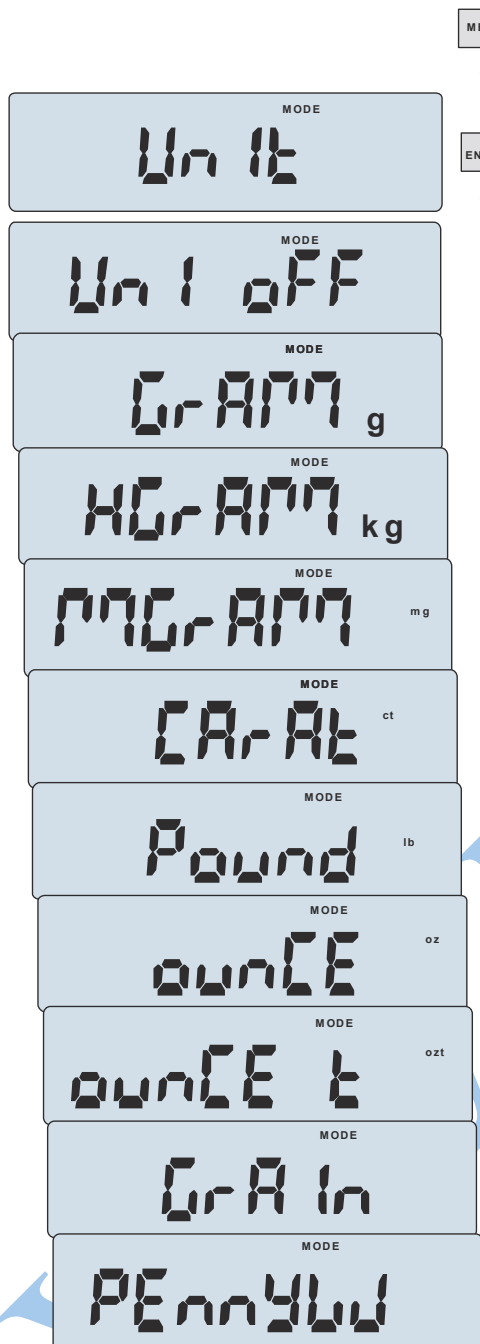 MODE
Un It
MODE
Un I oFF
MODE
GrAM g
MODE
HGrAM kg
MODE
MGrAM mg
MODE
CArAt ct
MODE
Pound lb
MODE
ounCE oz
MODE
ounCE t ozt
MODE
GrA In
MODE
PEnnyW